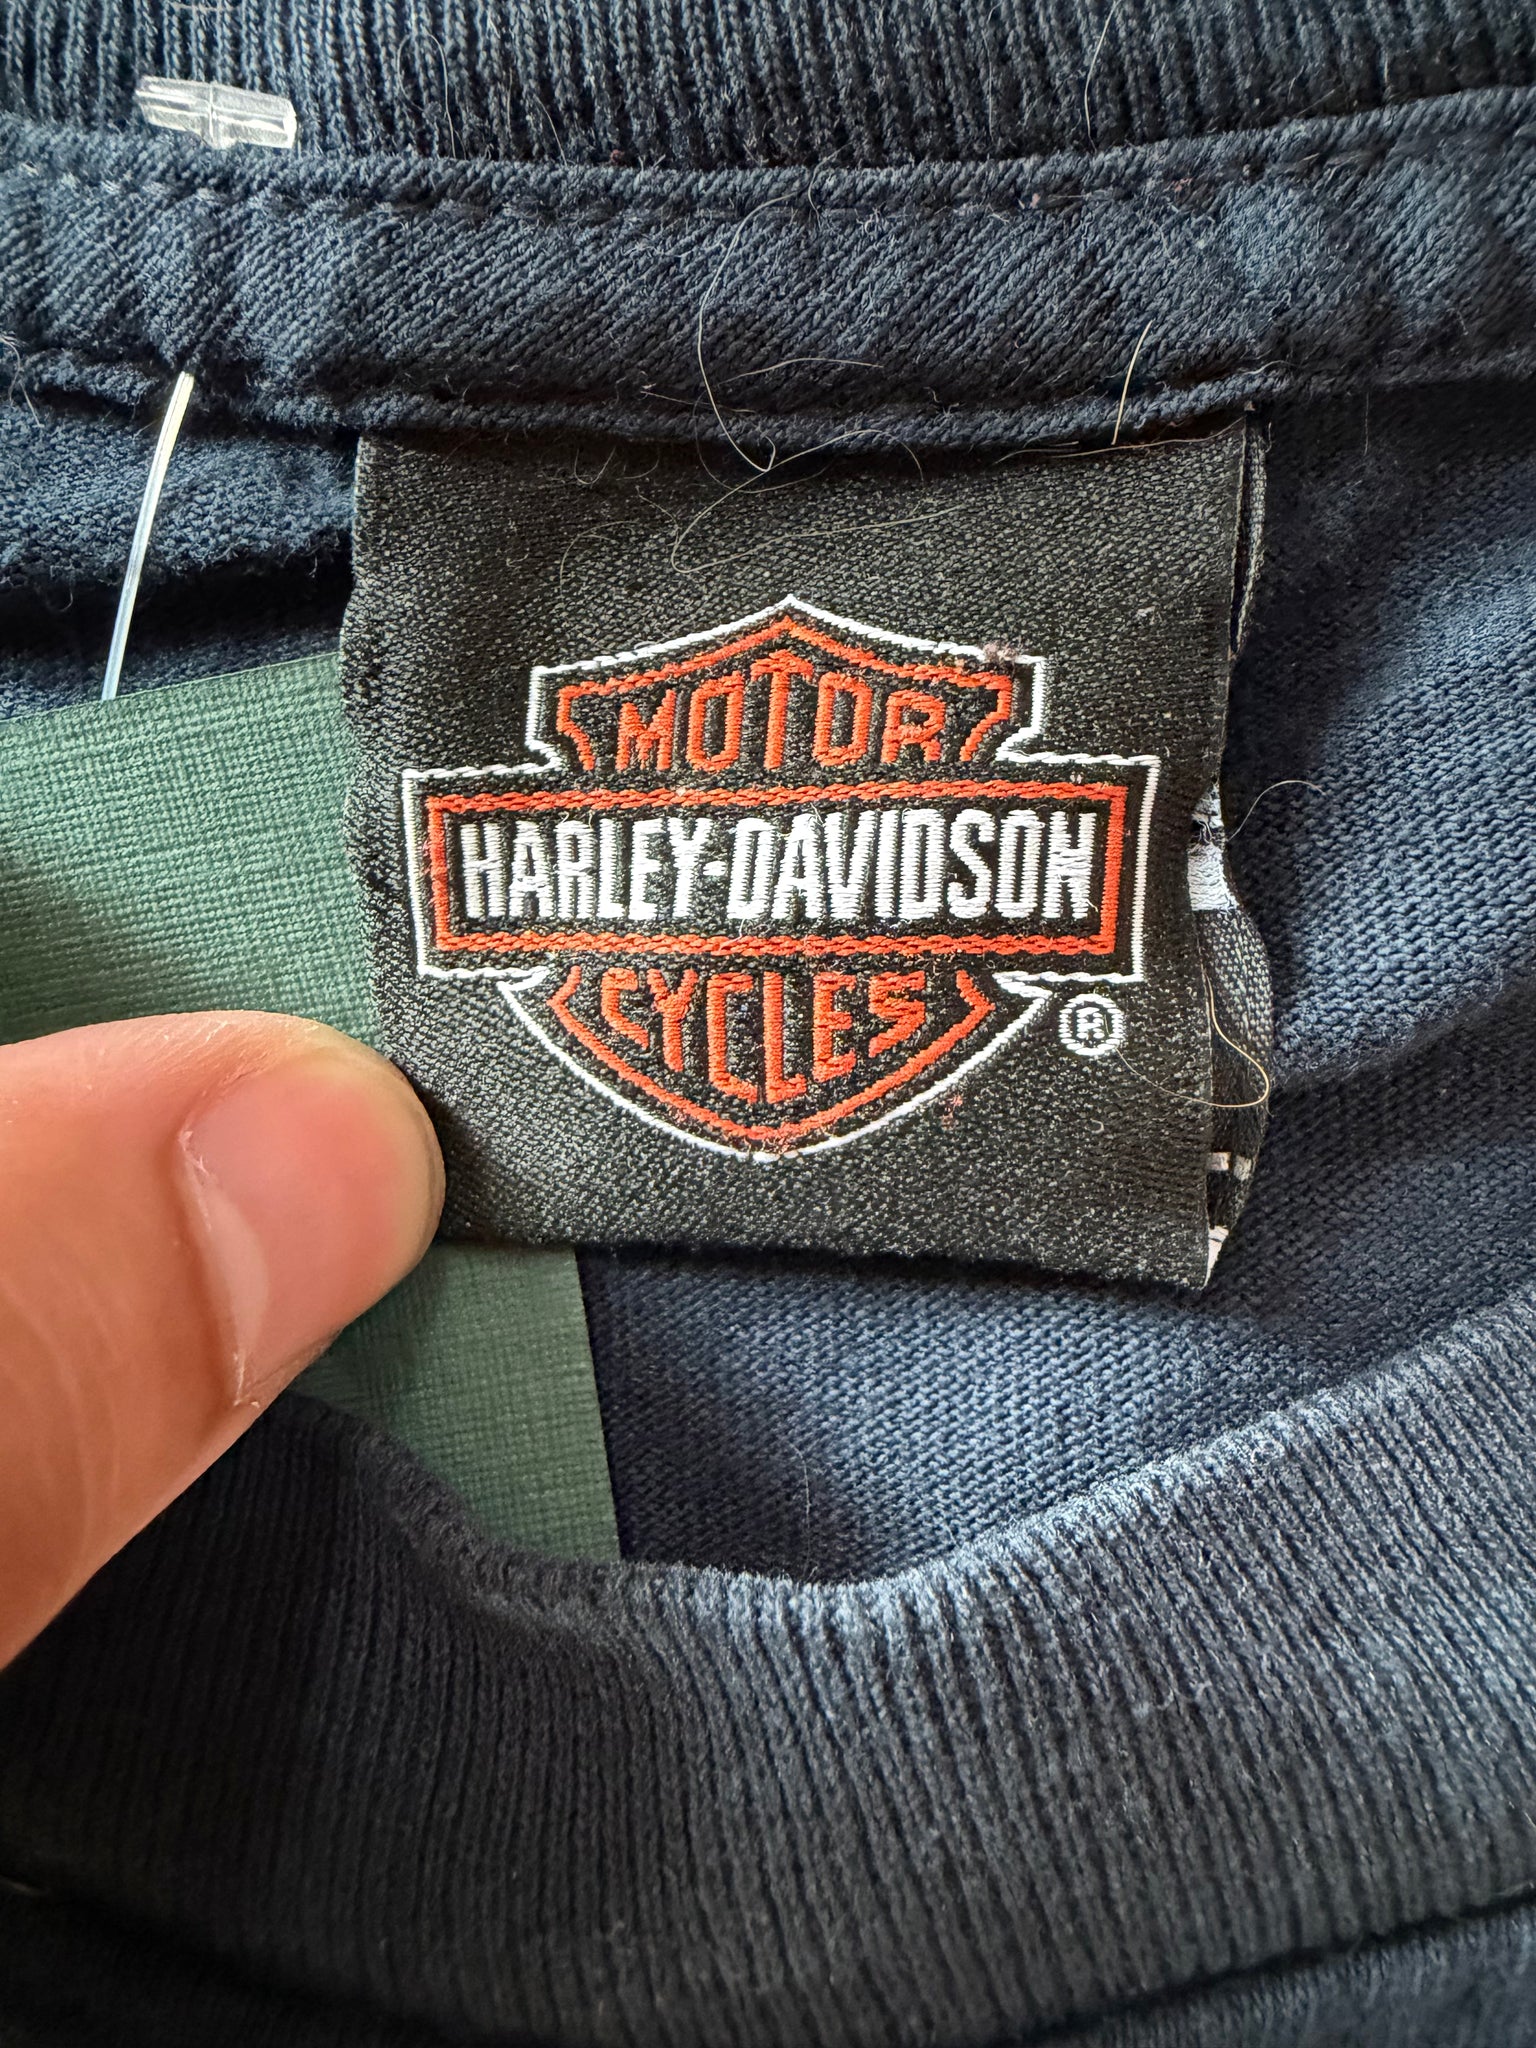 MOTOR
HARLEY-DAVIDSON
CYCLES
®